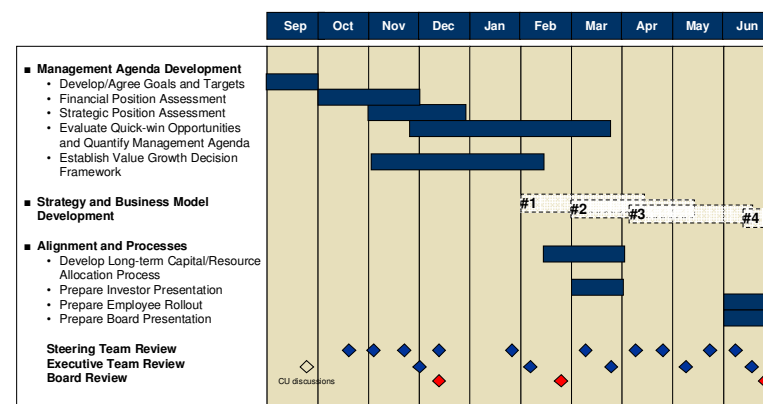 Sep Oct Nov Dec Jan Feb Mar Apr May Jun
■ Management Agenda Development
• Develop/Agree Goals and Targets
• Financial Position Assessment
• Strategic Position Assessment
• Evaluate Quick-win Opportunities
and Quantify Management Agenda
• Establish Value Growth Decision
Framework
■ Strategy and Business Model
Development
#1
#2
#3
#4
■ Alignment and Processes
• Develop Long-term Capital/Resource
Allocation Process
• Prepare Investor Presentation
• Prepare Employee Rollout
• Prepare Board Presentation
Steering Team Review
Executive Team Review
Board Review
CU discussions